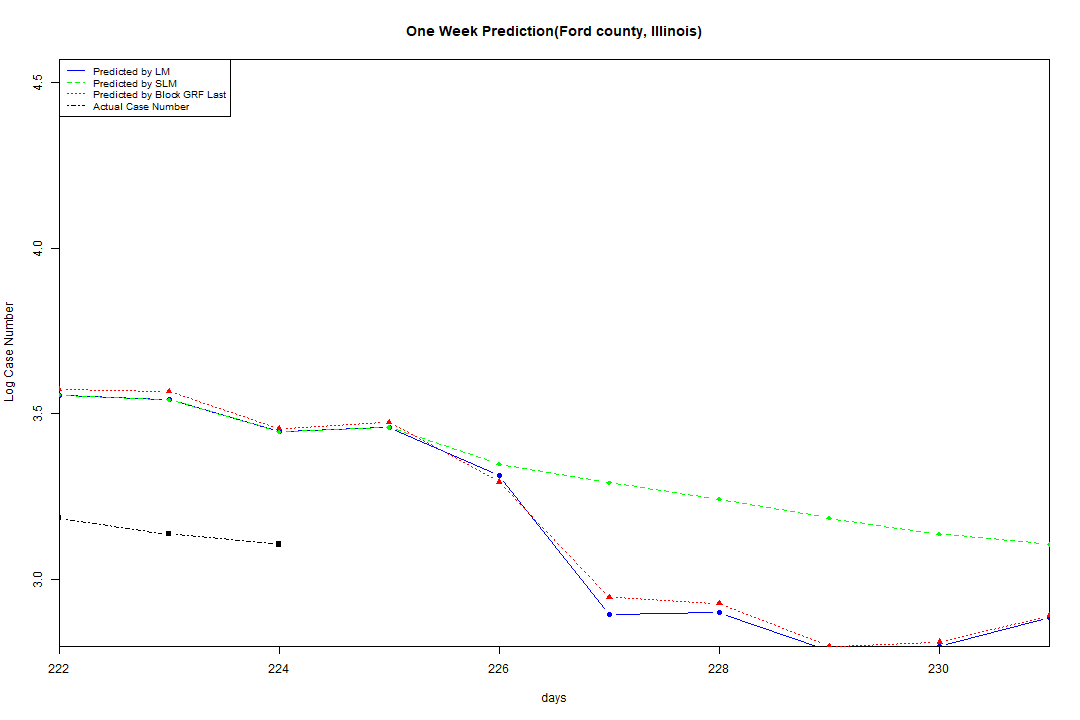 One Week Prediction(Ford county, Illinois)
Predicted by LM
Predicted by SLM
Predicted by Block GRF Last
Actual Case Number
4.5
4.0
3.5
3.0
Log Case Number
222 224 226 228 230
days